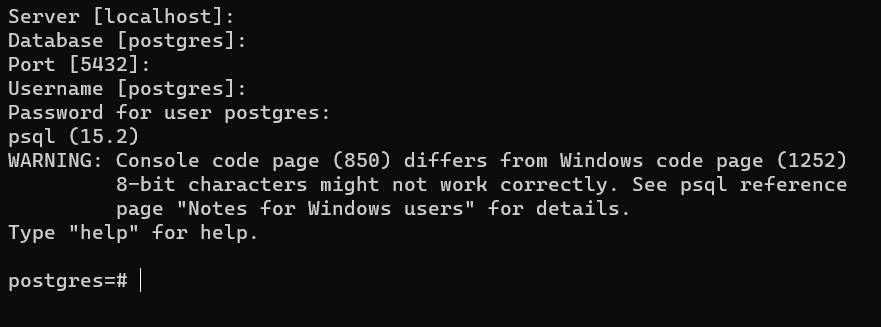 Server [localhost]:
Database [postgres]:
Port [5432]:
Username [postgres]:
Password for user postgres:
psql (15.2)
WARNING: Console code page (850) differs from Windows code page (1252)
         8-bit characters might not work correctly. See psql reference
         page "Notes for Windows users" for details.
Type "help" for help.

postgres=#